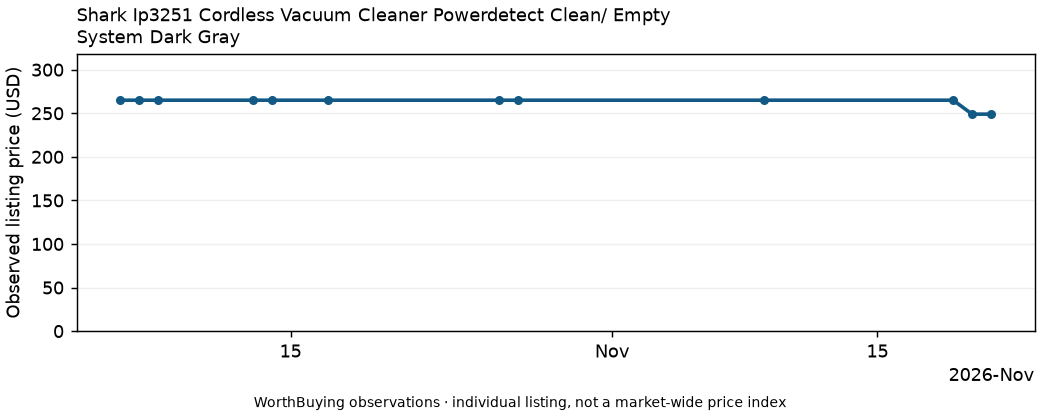 Shark Ip3251 Cordless Vacuum Cleaner Powerdetect Clean/ Empty
System Dark Gray
Observed listing price (USD)
300
250
200
150
100
50
0
15
Nov
15
2026-Nov
WorthBuying observations · individual listing, not a market-wide price index